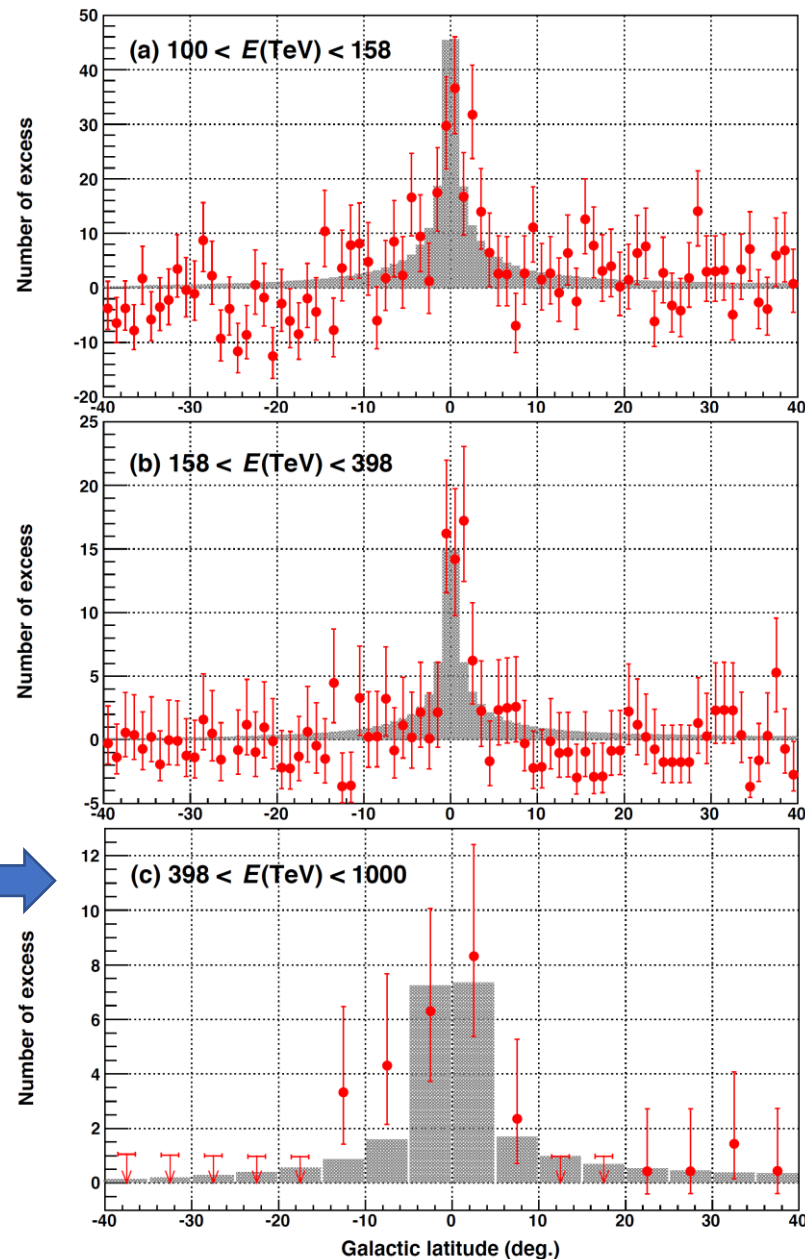 50
40
30
20
10
0
-10
-20
(a) 100 < E(TeV) < 158
Number of excess
-40 -30 -20 -10 0 10 20 30 40
25
20
15
10
5
0
-5
(b) 158 < E(TeV) < 398
Number of excess
-40 -30 -20 -10 0 10 20 30 40
12
10
8
6
4
2
0
(c) 398 < E(TeV) < 1000
Number of excess
-40 -30 -20 -10 0 10 20 30 40
Galactic latitude (deg.)